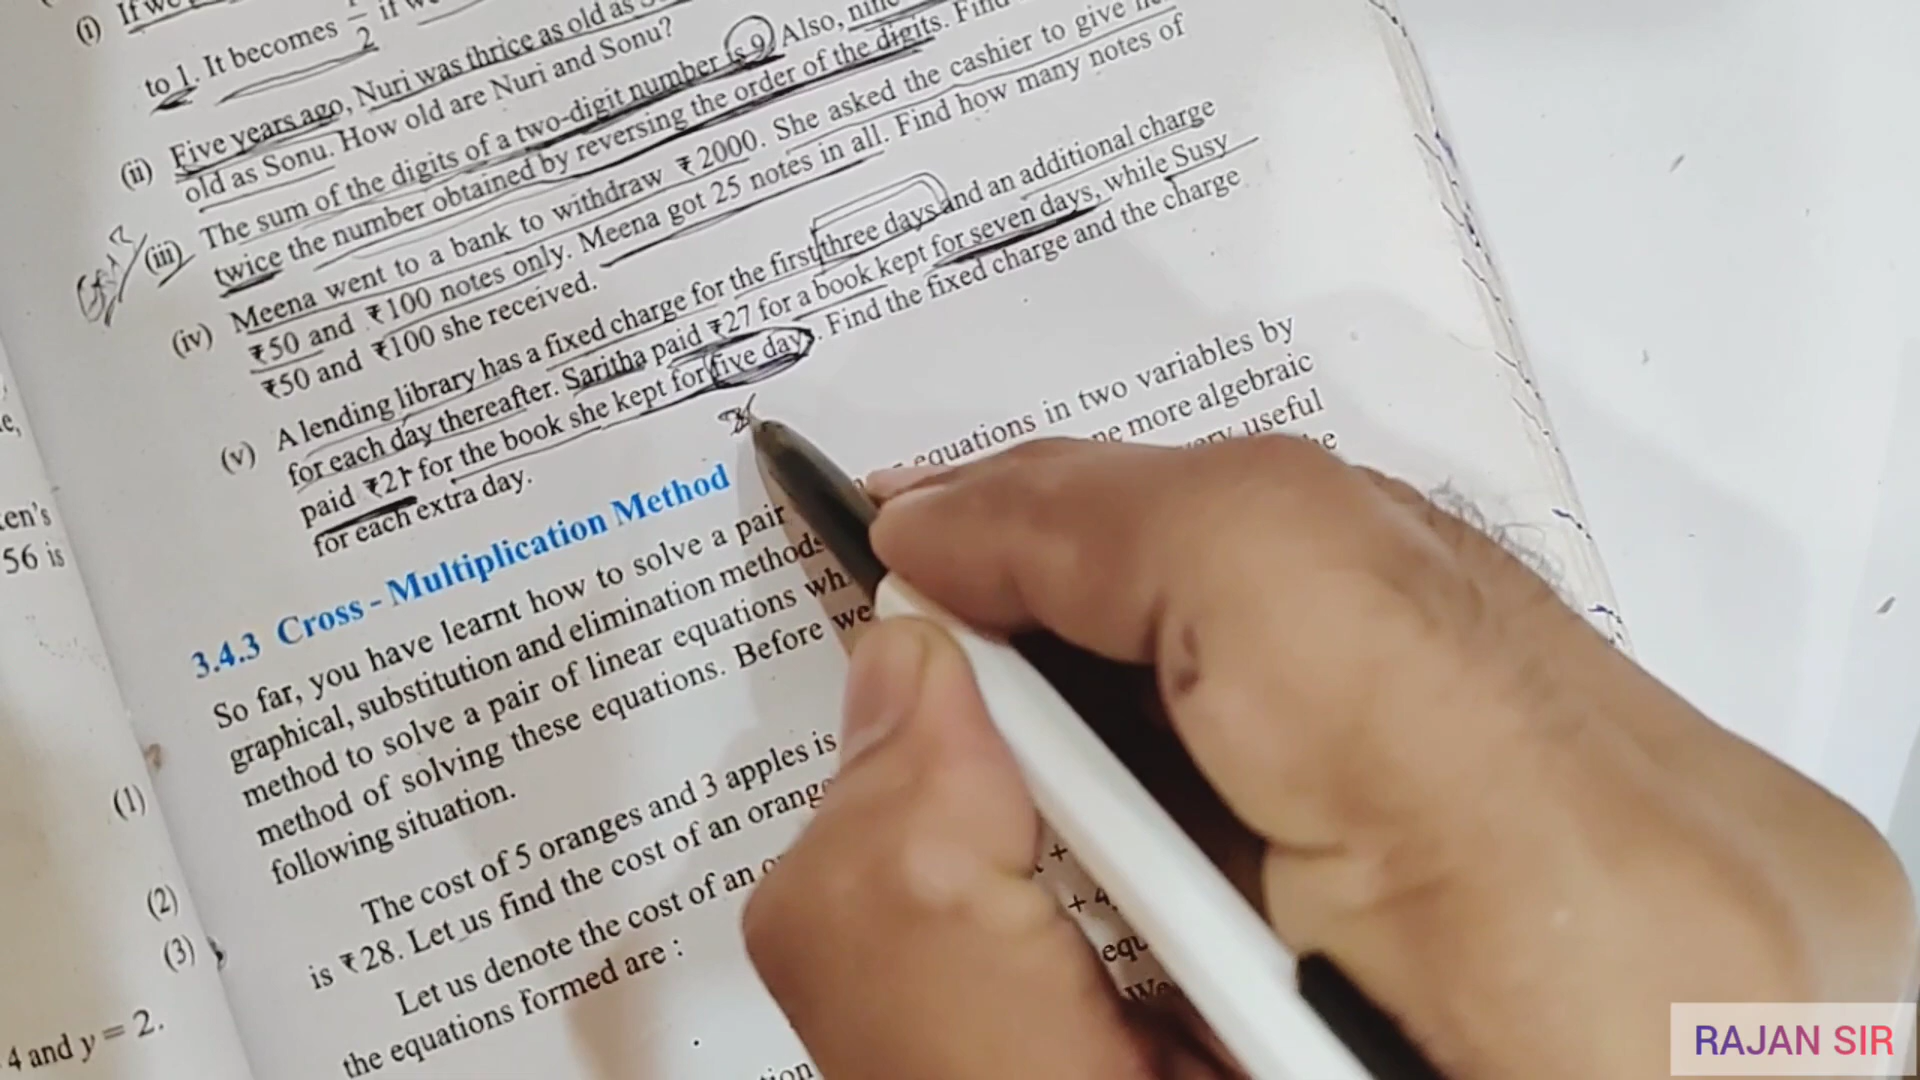 (i) If we
to 1. It becomes 1/2 if
(ii) Five years ago, Nuri was thrice as old as
old as Sonu. How old are Nuri and Sonu?
(iii) The sum of the digits of a two-digit number is 9. Also, nine
twice the number obtained by reversing the order of the digits. Find
(iv) Meena went to a bank to withdraw ₹2000. She asked the cashier to give
₹50 and ₹100 notes only. Meena got 25 notes in all. Find how many notes of
₹50 and ₹100 she received.
(v) A lending library has a fixed charge for the first three days and an additional charge
for each day thereafter. Saritha paid ₹27 for a book kept for seven days, while Susy
paid ₹21 for the book she kept for five days. Find the fixed charge and the charge
for each extra day.
3.4.3 Cross - Multiplication Method
So far, you have learnt how to solve a pair equations in two variables by
graphical, substitution and elimination methods more algebraic
method to solve a pair of linear equations useful
method of solving these equations. Before we
following situation.
The cost of 5 oranges and 3 apples is
is ₹28. Let us find the cost of an orange
Let us denote the cost of an
the equations formed are :
en's
56 is
(1)
(2)
(3)
4 and y = 2.
RAJAN SIR